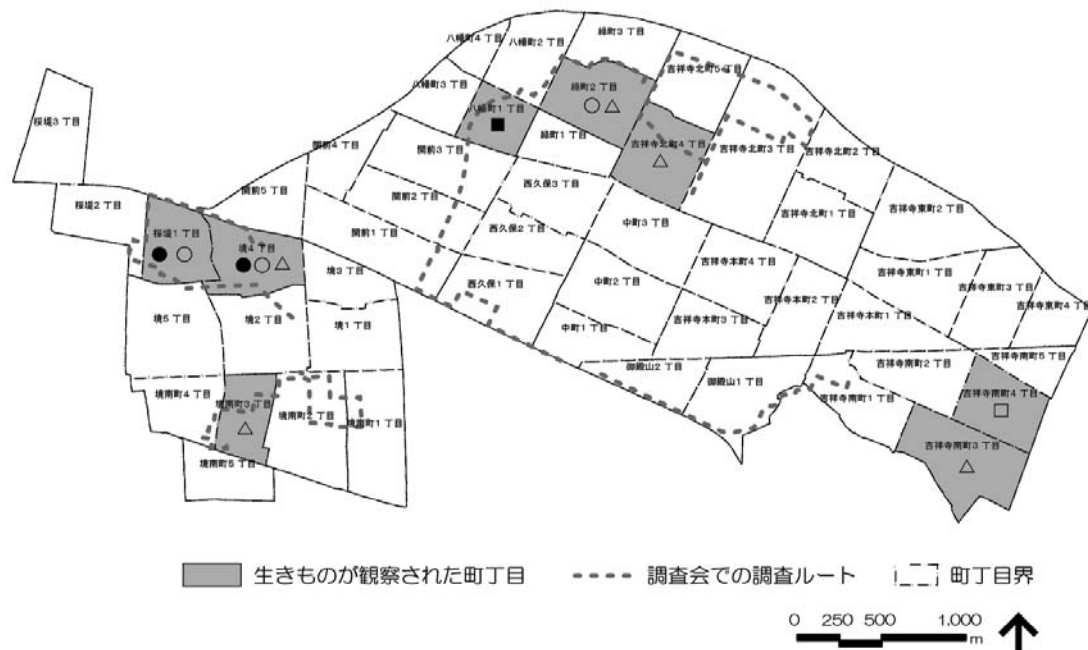 八幡町4 丁目
八幡町2 丁目
緑町3 丁目
吉祥寺北町5 丁目
八幡町3 丁目
緑町2 丁目
桜堤3 丁目
八幡町1 丁目
緑町1 丁目
吉祥寺北町4 丁目
吉祥寺北町3 丁目
吉祥寺北町2 丁目
関前4 丁目
関前3 丁目
西久保3 丁目
関前5 丁目
関前2 丁目
桜堤2 丁目
中町3 丁目
吉祥寺北町1 丁目
吉祥寺東町2 丁目
関前1 丁目
西久保2 丁目
桜堤1 丁目
境4 丁目
境3 丁目
吉祥寺本町4 丁目
吉祥寺東町1 丁目
吉祥寺東町3 丁目
吉祥寺東町4 丁目
西久保1 丁目
中町2 丁目
吉祥寺本町2 丁目
吉祥寺本町1 丁目
境5 丁目
境2 丁目
境1 丁目
中町1 丁目
吉祥寺本町3 丁目
吉祥寺南町5 丁目
御殿山2 丁目
御殿山1 丁目
吉祥寺南町2 丁目
境南町4 丁目
境南町3 丁目
境南町2 丁目
境南町1 丁目
吉祥寺南町1 丁目
吉祥寺南町4 丁目
吉祥寺南町3 丁目
境南町5 丁目
生きものが観察された町丁目
調査会での調査ルート
町丁目界
0 250 500 1,000
m